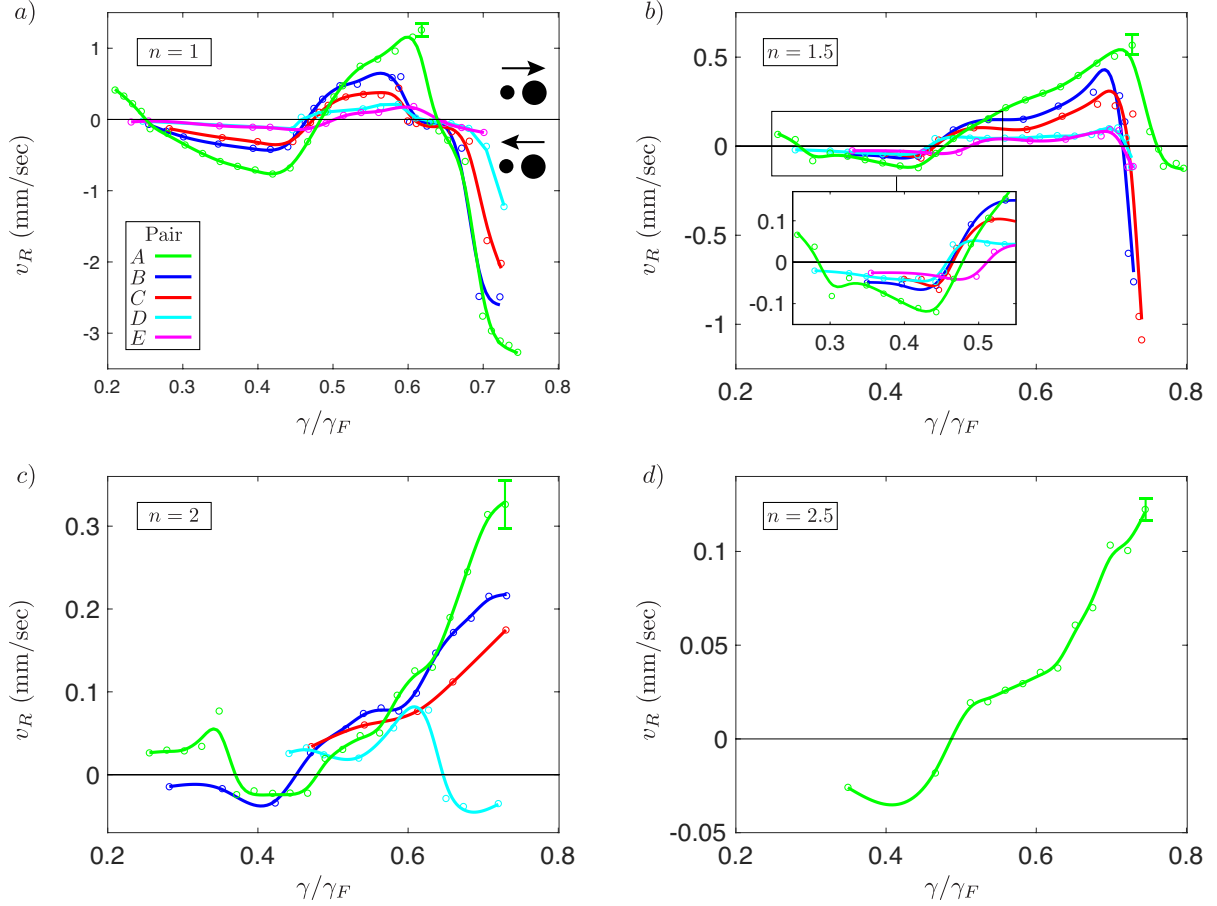 a)
n = 1
1
0
-1
-2
-3
v_R (mm/sec)
Pair
A
B
C
D
E
0.2 0.3 0.4 0.5 0.6 0.7 0.8
γ/γ_F
b)
n = 1.5
0.5
0
-0.5
-1
v_R (mm/sec)
0.1
0
-0.1
0.3 0.4 0.5
0.2 0.4 0.6 0.8
γ/γ_F
c)
n = 2
0.3
0.2
0.1
0
v_R (mm/sec)
0.2 0.4 0.6 0.8
γ/γ_F
d)
n = 2.5
0.1
0.05
0
-0.05
v_R (mm/sec)
0.2 0.4 0.6 0.8
γ/γ_F